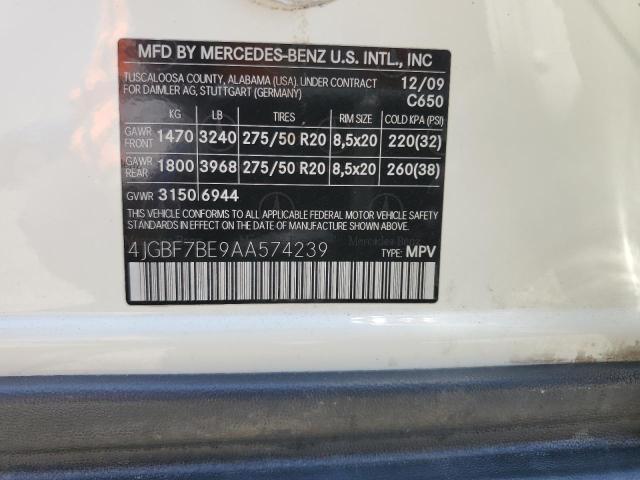 MFD BY MERCEDES-BENZ U.S. INTL., INC
TUSCALOOSA COUNTY, ALABAMA (USA), UNDER CONTRACT 12/09
FOR DAIMLER AG, STUTTGART (GERMANY) C650
KG LB TIRES RIM SIZE COLD KPA (PSI)
GAWR FRONT 1470 3240 275/50 R20 8,5x20 220(32)
GAWR REAR 1800 3968 275/50 R20 8,5x20 260(38)
GVWR 3150 6944
THIS VEHICLE CONFORMS TO ALL APPLICABLE FEDERAL MOTOR VEHICLE SAFETY
STANDARDS IN EFFECT ON THE DATE OF MANUFACTURE SHOWN ABOVE.
4JGBF7BE9AA574239 TYPE: MPV